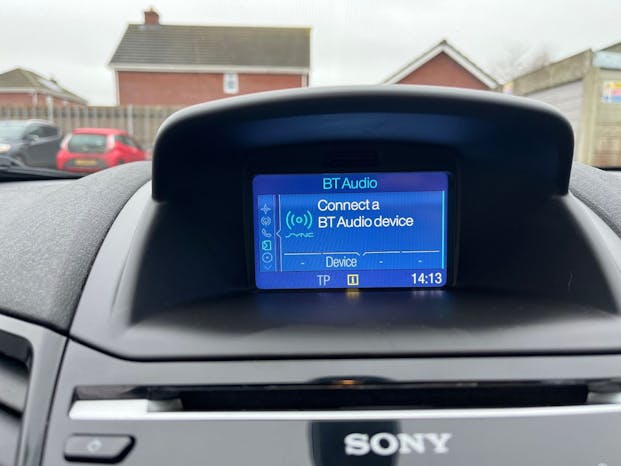 BT Audio
Connect a
BT Audio device
SYNC
- Device - -
TP i 14:13
SONY